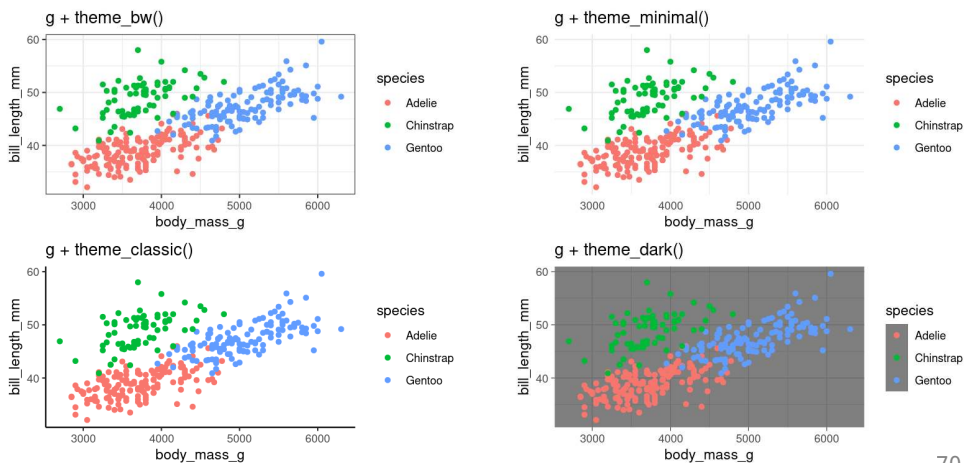 g + theme_bw()
60
50
40
bill_length_mm
3000 4000 5000 6000
body_mass_g
species
Adelie
Chinstrap
Gentoo
g + theme_minimal()
60
50
40
bill_length_mm
3000 4000 5000 6000
body_mass_g
species
Adelie
Chinstrap
Gentoo
g + theme_classic()
60
50
40
bill_length_mm
3000 4000 5000 6000
body_mass_g
species
Adelie
Chinstrap
Gentoo
g + theme_dark()
60
50
40
bill_length_mm
3000 4000 5000 6000
body_mass_g
species
Adelie
Chinstrap
Gentoo